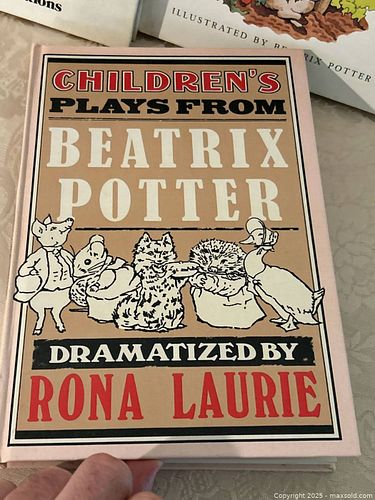 ons
ILLUSTRATED BY BEATRIX POTTER
CHILDREN'S
PLAYS FROM
BEATRIX
POTTER
DRAMATIZED BY
RONA LAURIE
Copyright 2025 - maxsold.com